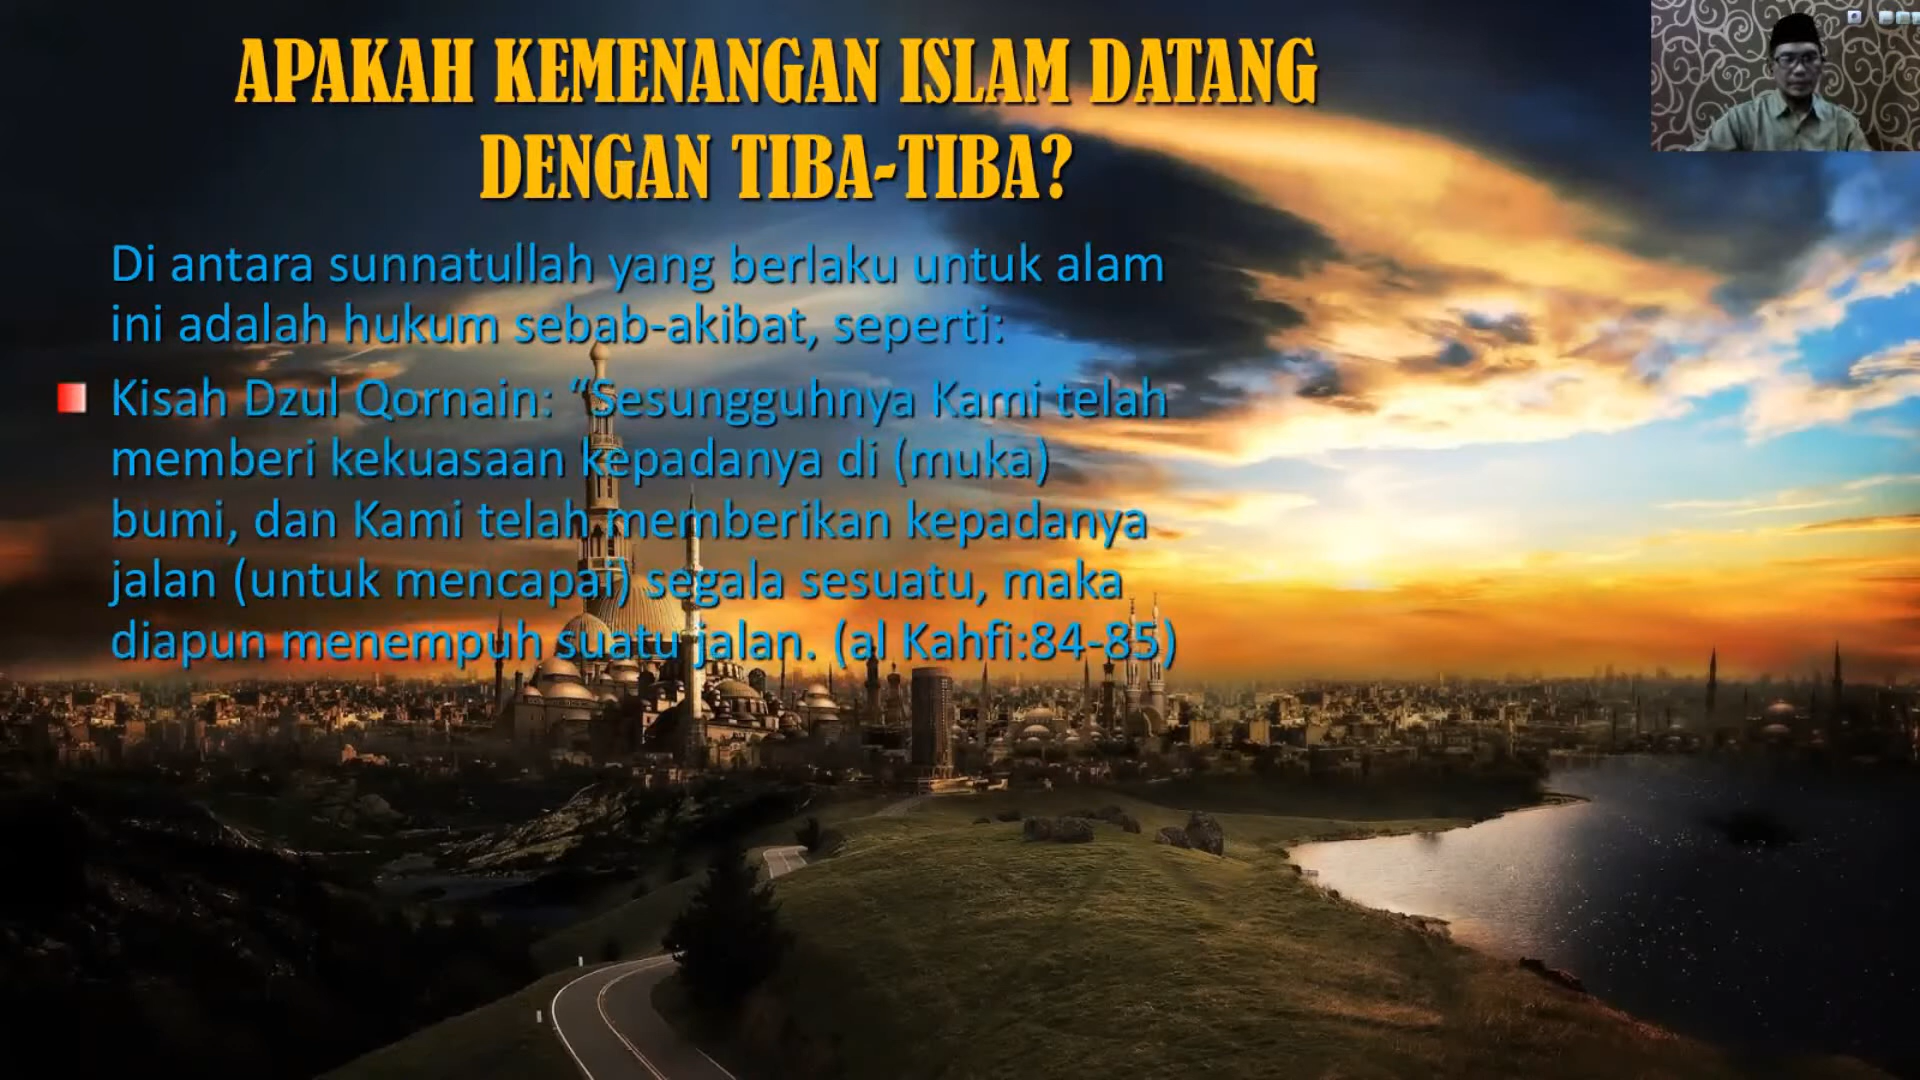 APAKAH KEMENANGAN ISLAM DATANG
DENGAN TIBA-TIBA?
Di antara sunnatullah yang berlaku untuk alam
ini adalah hukum sebab-akibat, seperti:
Kisah Dzul Qornain: “Sesungguhnya Kami telah
memberi kekuasaan kepadanya di (muka)
bumi, dan Kami telah memberikan kepadanya
jalan (untuk mencapai) segala sesuatu, maka
diapun menempuh suatu jalan. (al Kahfi:84-85)